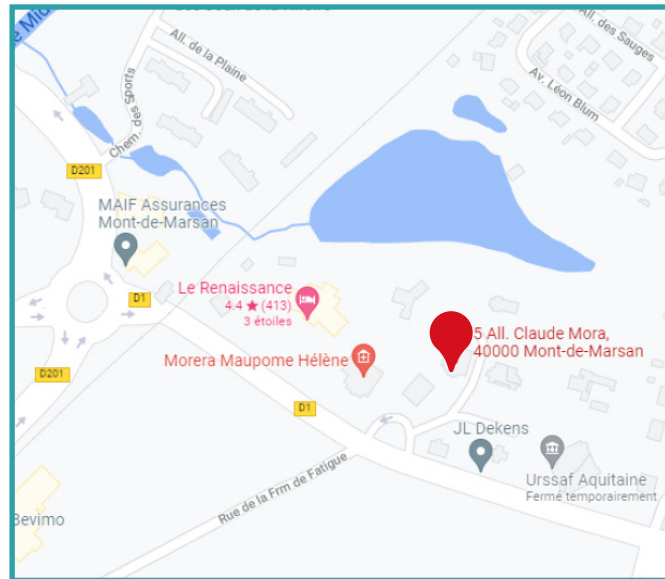 All. de la Plaine
Chem. des Sports
All. des Sauges
Av. Léon Blum
D201
MAIF Assurances
Mont-de-Marsan
D1
Le Renaissance
4.4 ★ (413)
3 étoiles
Morera Maupome Hélène
5 All. Claude Mora,
40000 Mont-de-Marsan
D201
D1
JL Dekens
Urssaf Aquitaine
Fermé temporairement
Rue de la Frm de Fatigue
Bevimo